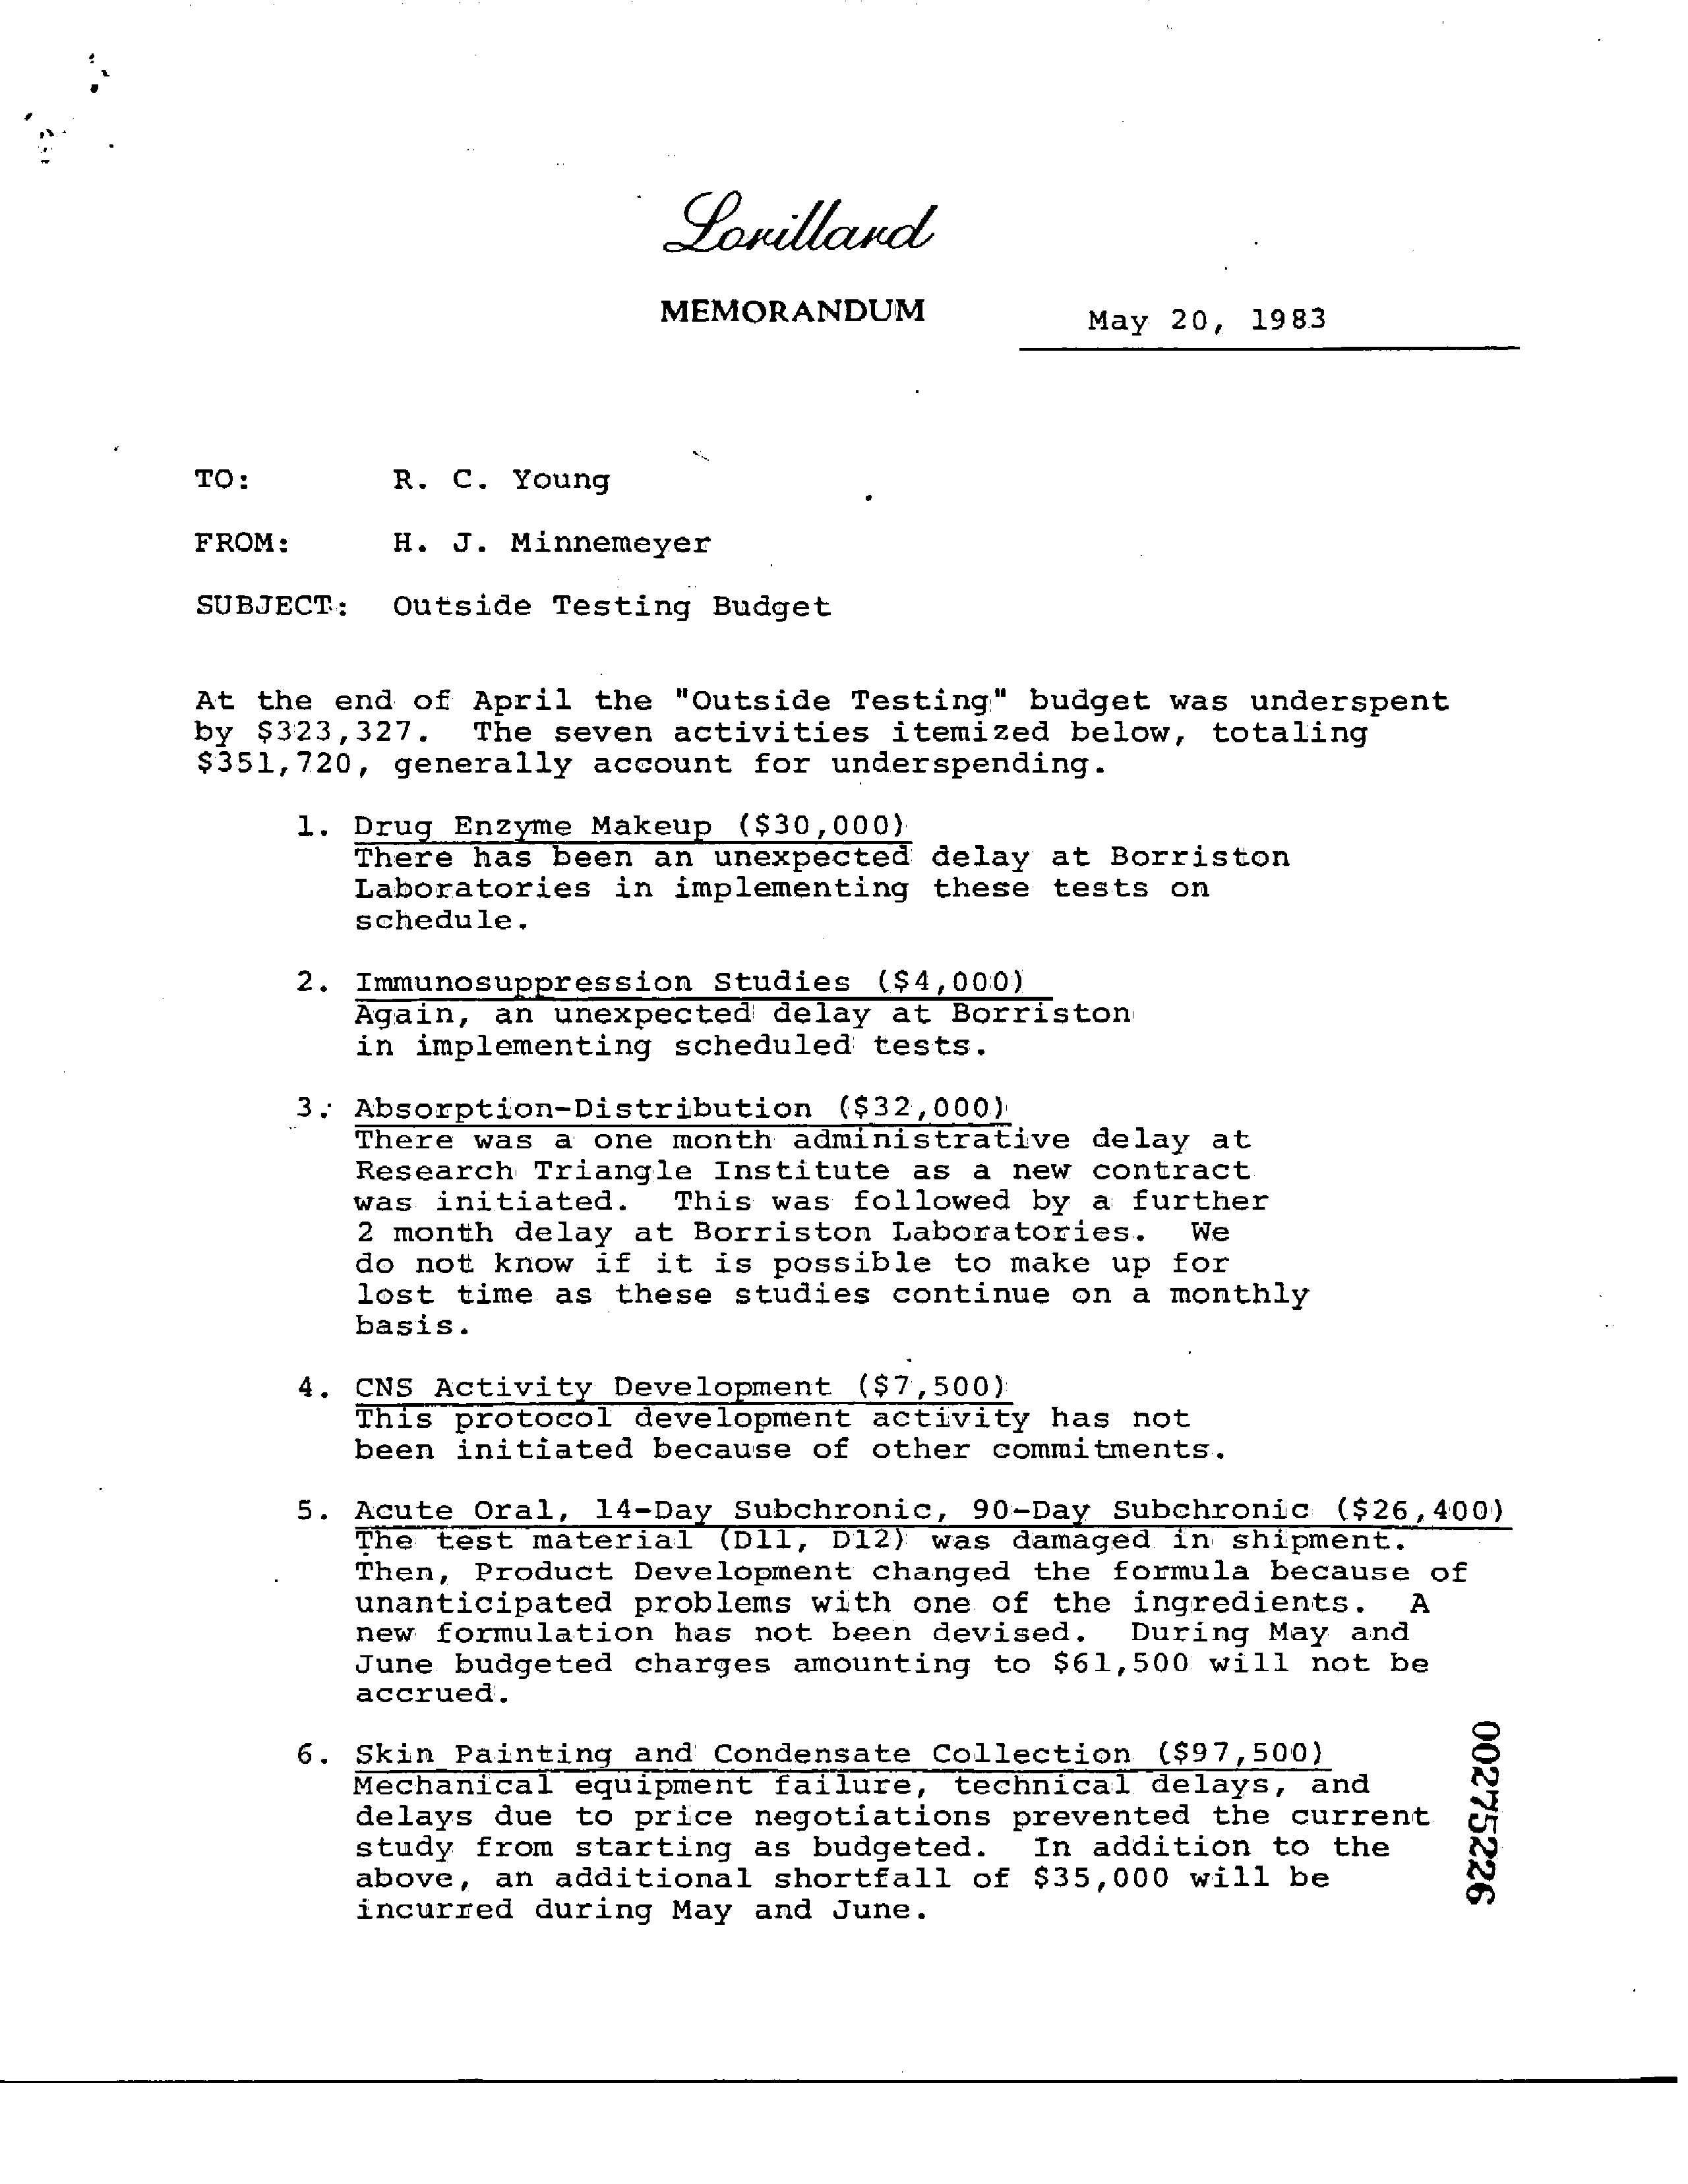 Lorillard
MEMORANDUM
May 20, 1983
TO: R. C. Young
FROM: H. J. Minnemeyer
SUBJECT: Outside Testing Budget
At the end of April the "Outside Testing" budget was underspent
by $323,327. The seven activities itemized below, totaling
$351,720, generally account for underspending.
1. Drug Enzyme Makeup ($30,000)
There has been an unexpected delay at Borriston
Laboratories in implementing these tests on
schedule.
2. Immunosuppression Studies ($4,000)
Again, an unexpected delay at Borriston
in implementing scheduled tests.
3. Absorption-Distribution ($32,000)
There was a one month administrative delay at
Research Triangle Institute as a new contract
was initiated. This was followed by a further
2 month delay at Borriston Laboratories. We
do not know if it is possible to make up for
lost time as these studies continue on a monthly
basis.
4. CNS Activity Development ($7,500)
This protocol development activity has not
been initiated because of other commitments.
5. Acute Oral, 14-Day Subchronic, 90-Day Subchronic ($26,400)
The test material (D11, D12) was damaged in shipment.
Then, Product Development changed the formula because of
unanticipated problems with one of the ingredients. A
new formulation has not been devised. During May and
June budgeted charges amounting to $61,500 will not be
accrued.
6. Skin Painting and Condensate Collection ($97,500)
Mechanical equipment failure, technical delays, and
delays due to price negotiations prevented the current
study from starting as budgeted. In addition to the
above, an additional shortfall of $35,000 will be
incurred during May and June.
00275226